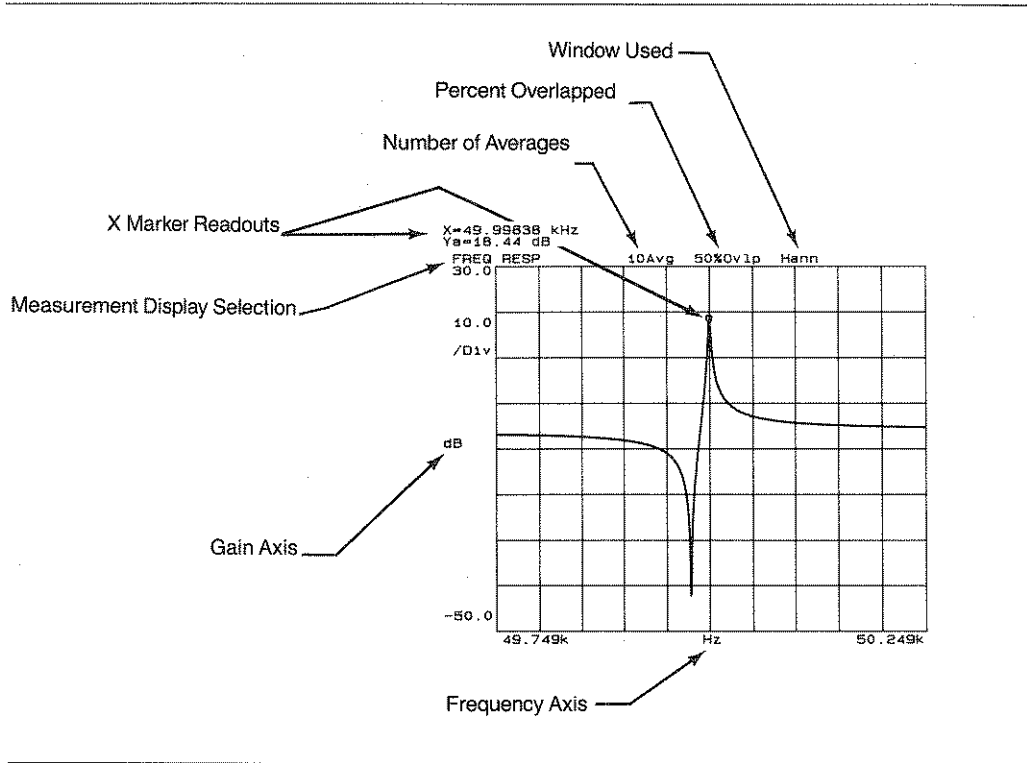 Window Used
Percent Overlapped
Number of Averages
X Marker Readouts
X=49.99838 kHz
Ya=18.44 dB
FREQ RESP
10Avg 50%Ovlp Hann
30.0
Measurement Display Selection
10.0
/Div
dB
Gain Axis
-50.0
49.749k Hz 50.249k
Frequency Axis